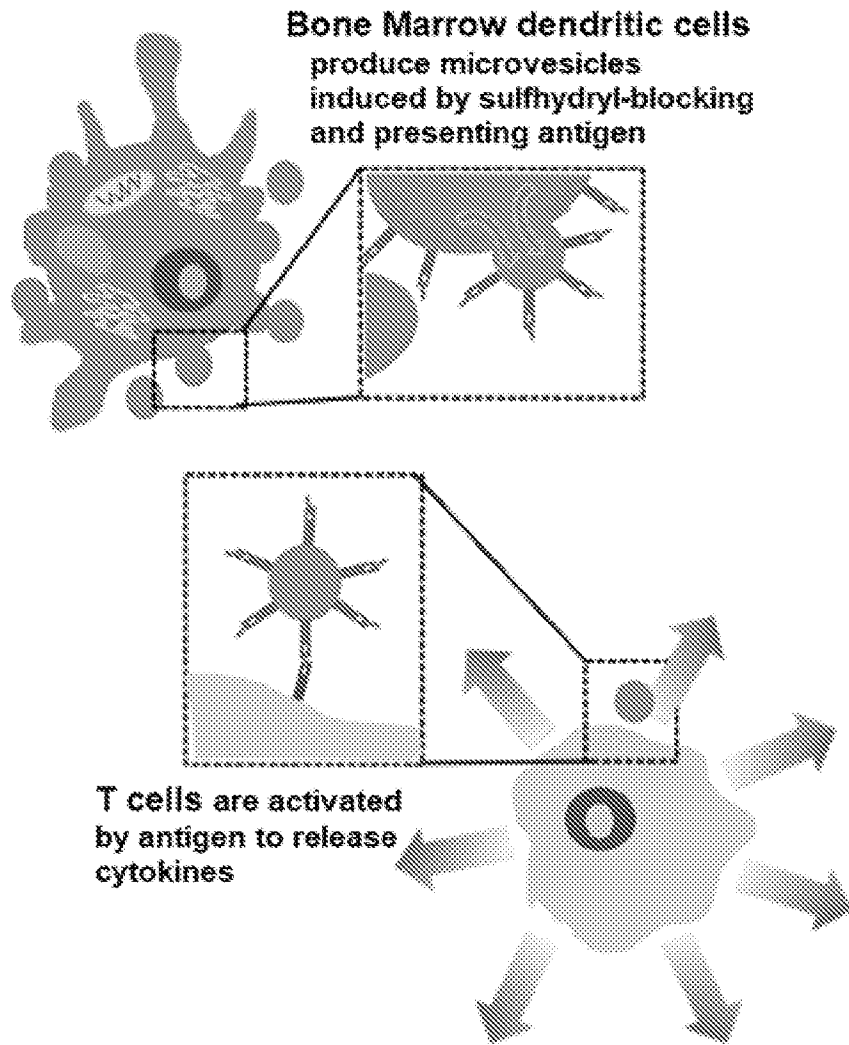 Bone Marrow dendritic cells
produce microvesicles
induced by sulfhydryl-blocking
and presenting antigen
T cells are activated
by antigen to release
cytokines